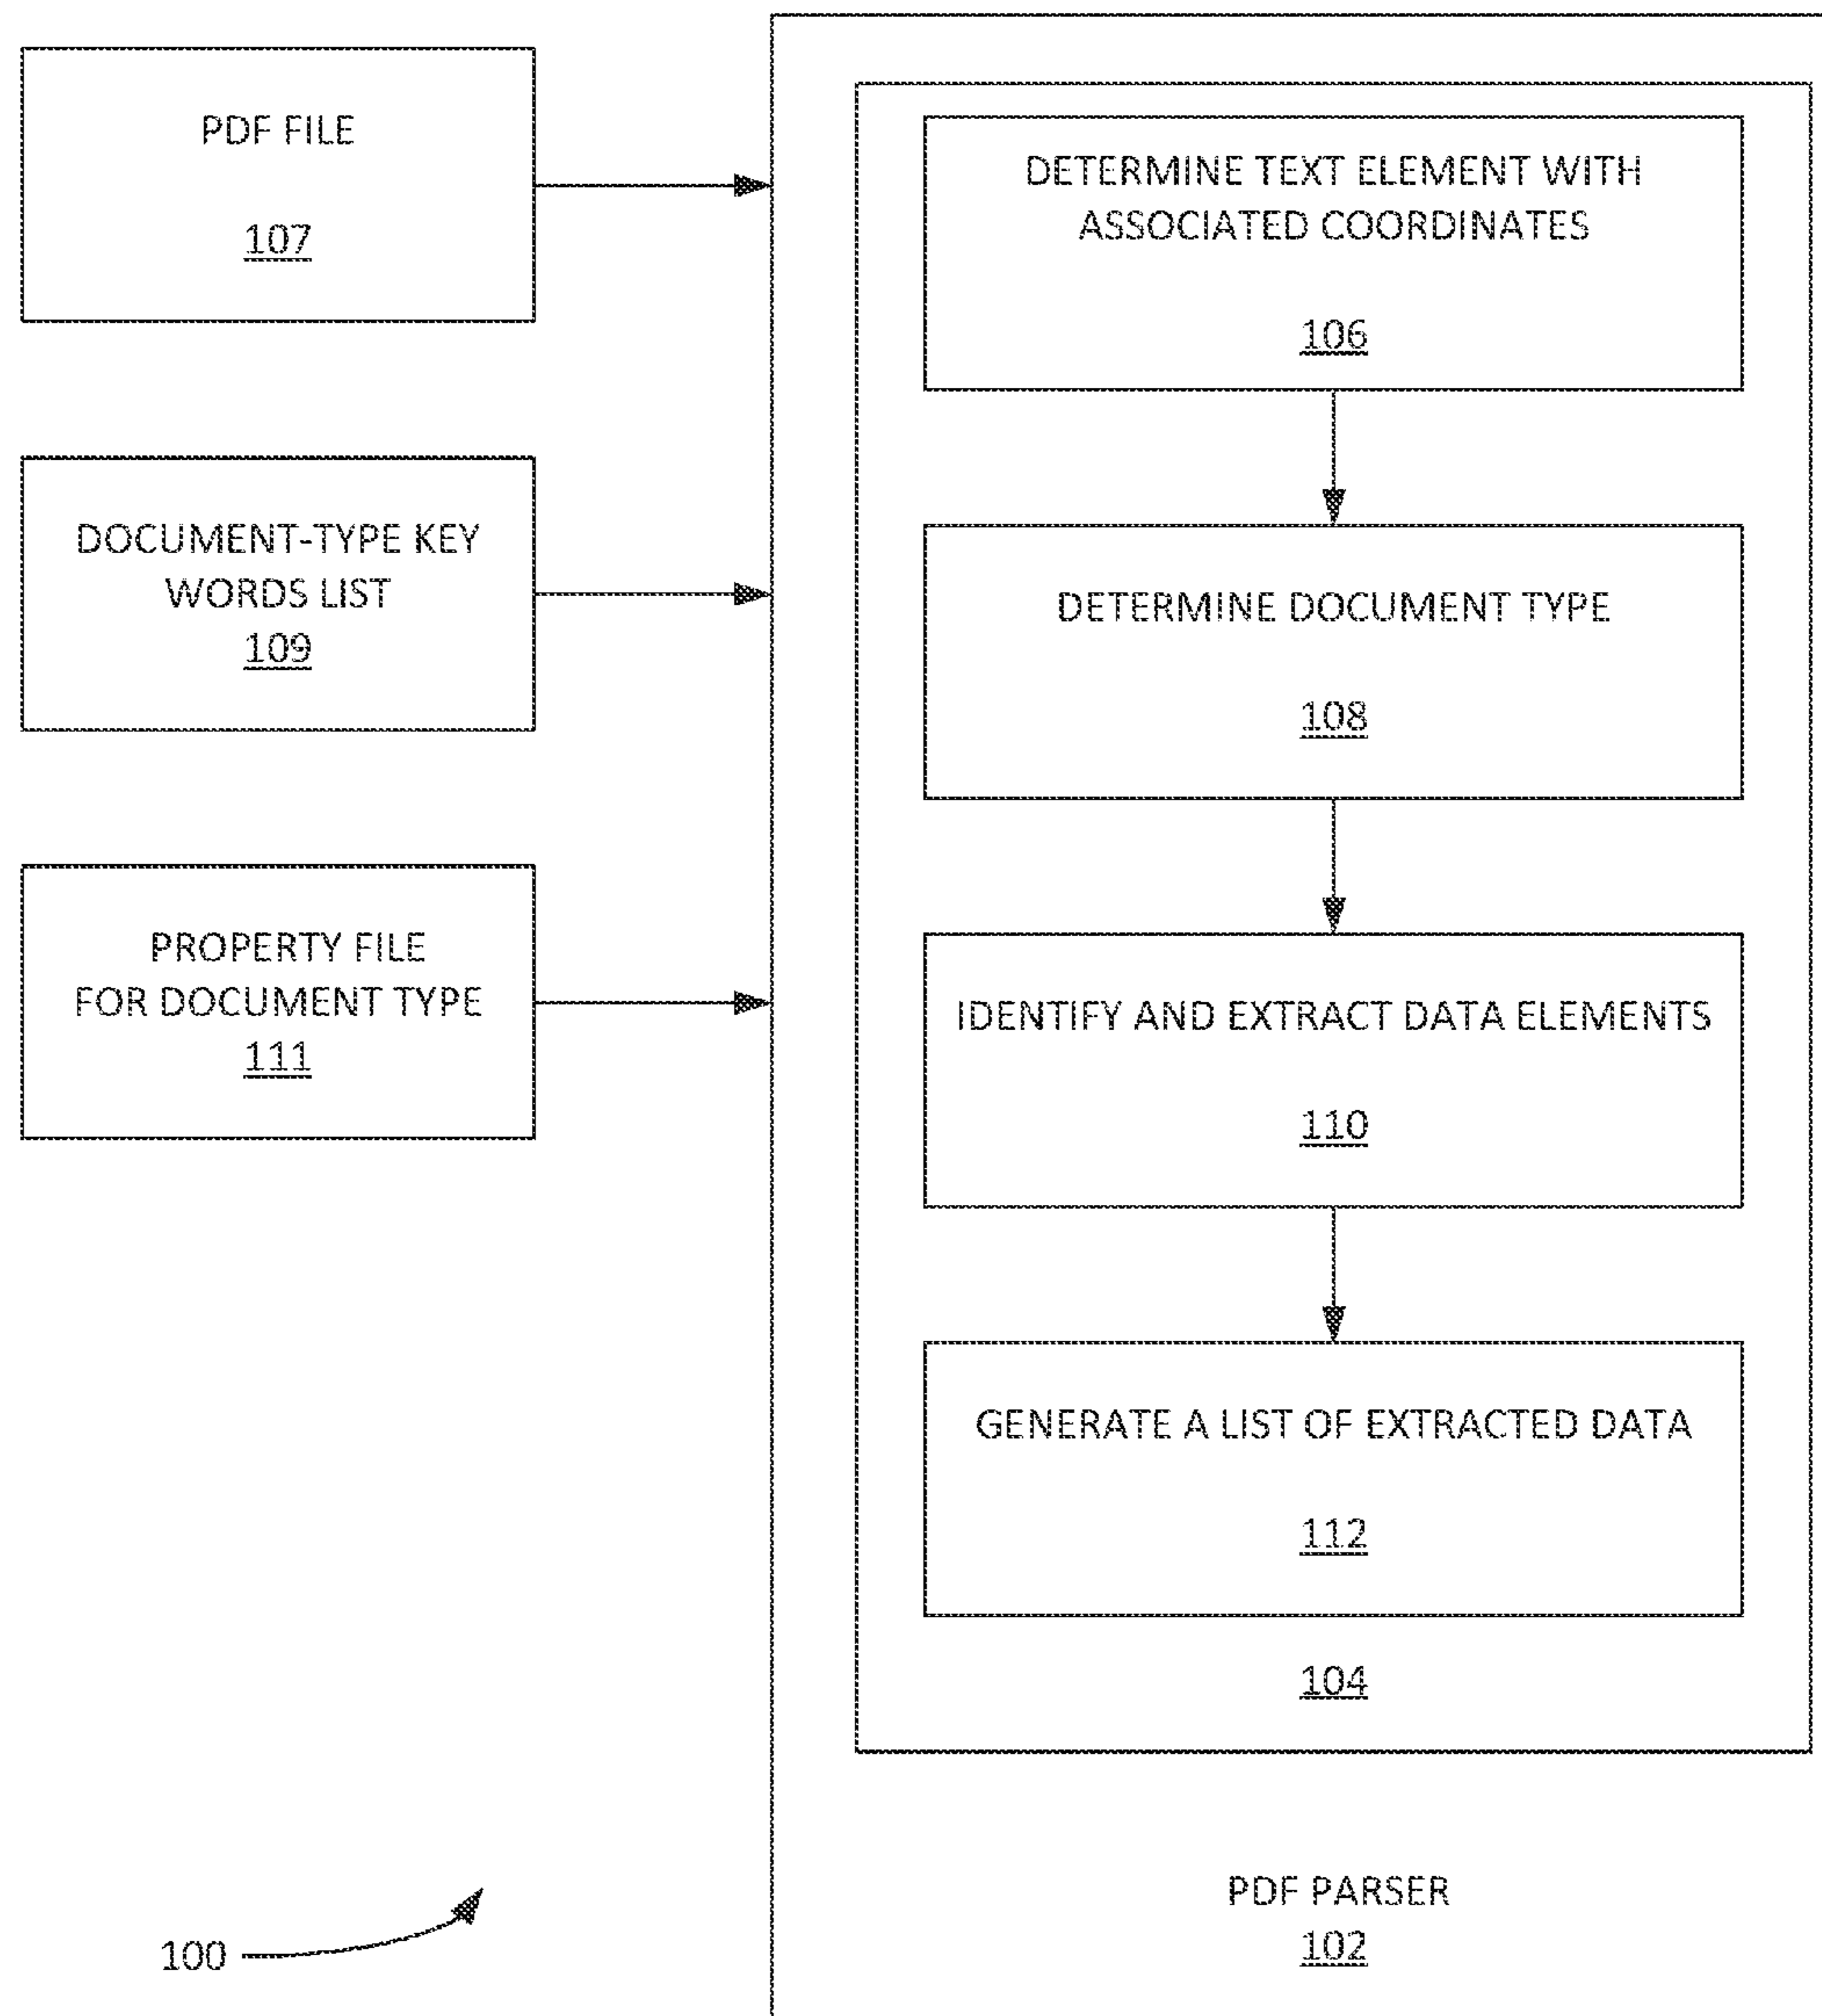 PDF FILE
107
DOCUMENT-TYPE KEY
WORDS LIST
109
PROPERTY FILE
FOR DOCUMENT TYPE
111
DETERMINE TEXT ELEMENT WITH
ASSOCIATED COORDINATES
106
DETERMINE DOCUMENT TYPE
108
IDENTIFY AND EXTRACT DATA ELEMENTS
110
GENERATE A LIST OF EXTRACTED DATA
112
104
PDF PARSER
102
100